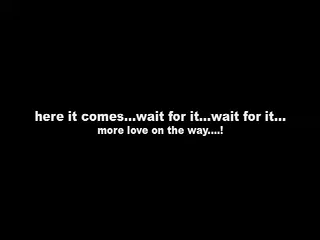 here it comes...wait for it...wait for it...
more love on the way....!